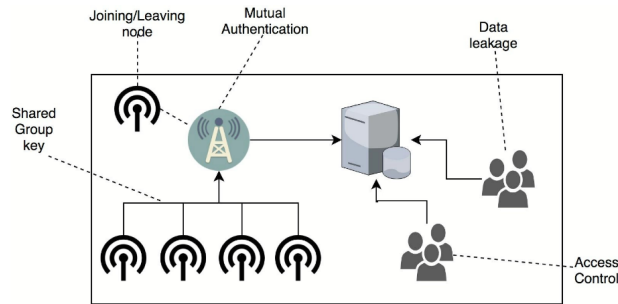 Joining/Leaving
node
Mutual
Authentication
Data
leakage
Shared
Group
key
Access
Control